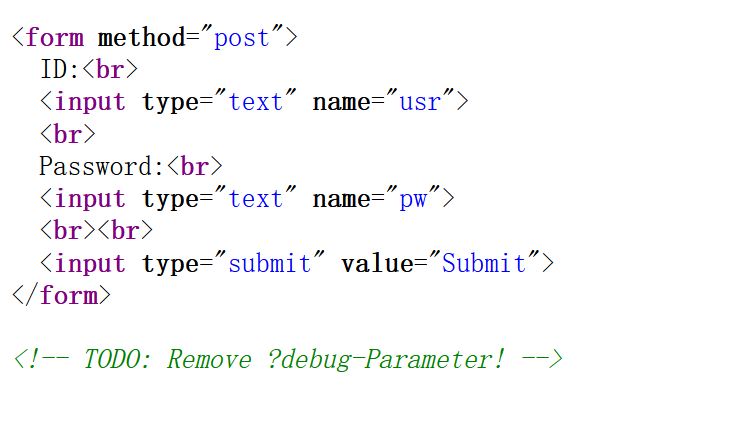 <form method="post">
ID:<br>
<input type="text" name="usr">
<br>
Password:<br>
<input type="text" name="pw">
<br><br>
<input type="submit" value="Submit">
</form>
<!-- TODO: Remove ?debug-Parameter! -->